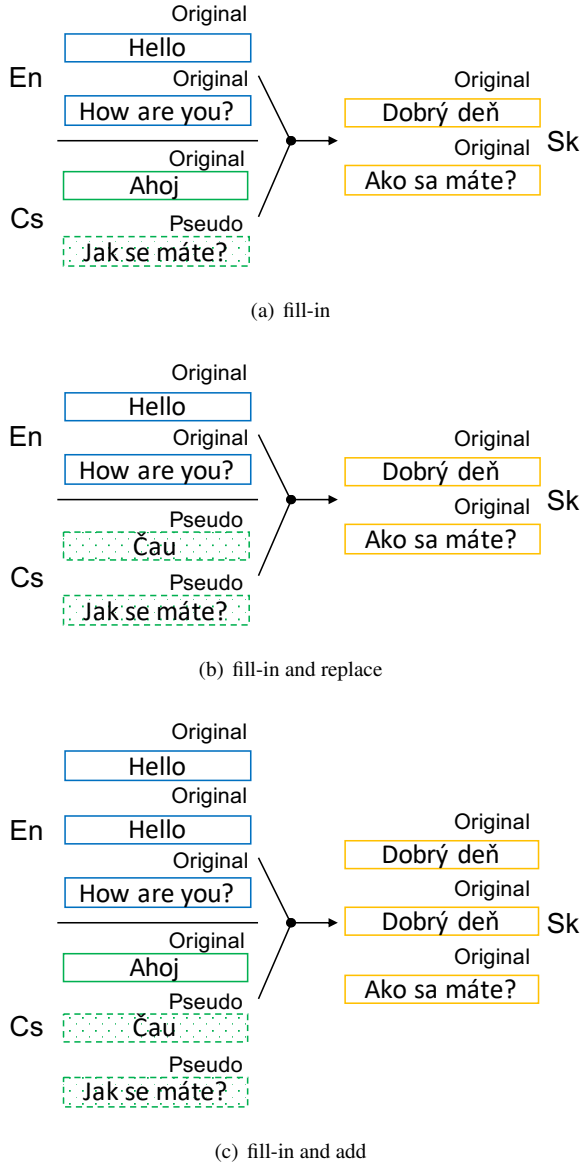 Original
Hello
En
Original
How are you?
Original
Ahoj
Cs
Pseudo
Jak se máte?
Original
Dobrý deň
Original
Sk
Ako sa máte?
(a) fill-in
Original
Hello
En
Original
How are you?
Pseudo
Čau
Cs
Pseudo
Jak se máte?
Original
Dobrý deň
Original
Sk
Ako sa máte?
(b) fill-in and replace
Original
Hello
Original
En
Hello
Original
How are you?
Original
Ahoj
Pseudo
Cs
Čau
Pseudo
Jak se máte?
Original
Dobrý deň
Original
Dobrý deň
Sk
Original
Ako sa máte?
(c) fill-in and add